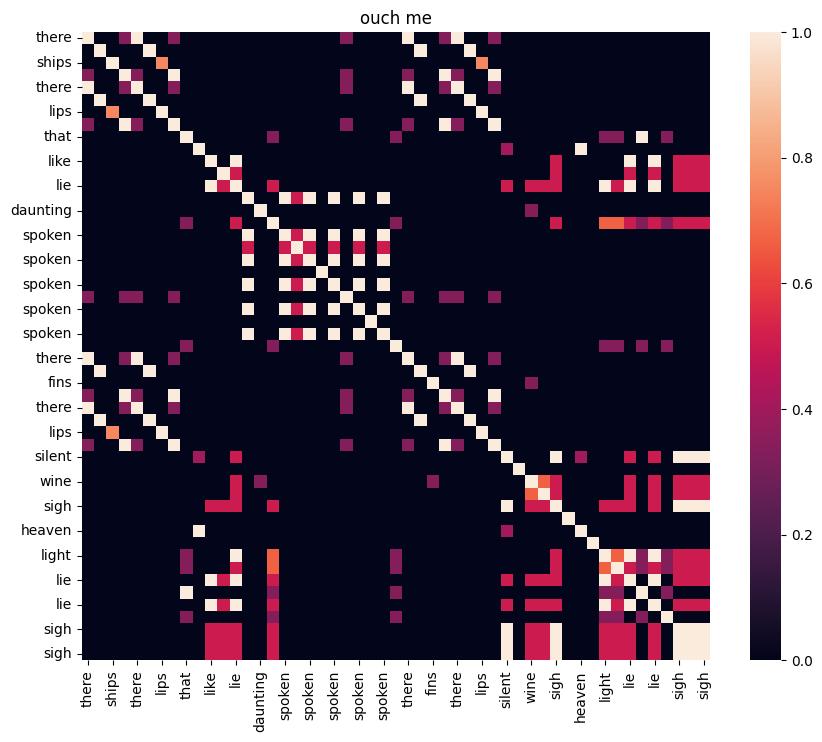 ouch me
there
ships
there
lips
that
like
lie
daunting
spoken
spoken
spoken
spoken
spoken
there
fins
there
lips
silent
wine
sigh
heaven
light
lie
lie
sigh
sigh
there
ships
there
lips
that
like
lie
daunting
spoken
spoken
spoken
spoken
spoken
there
fins
there
lips
silent
wine
sigh
heaven
light
lie
lie
sigh
sigh
1.0
0.8
0.6
0.4
0.2
0.0